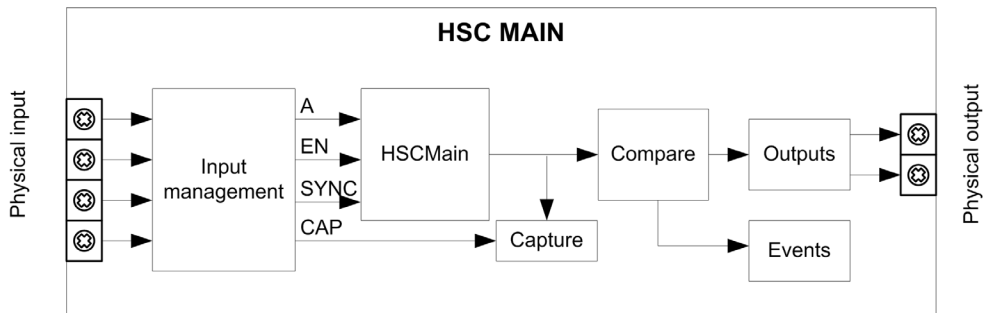 HSC MAIN
Physical input
Input
management
A
EN
SYNC
CAP
HSCMain
Capture
Compare
Outputs
Events
Physical output